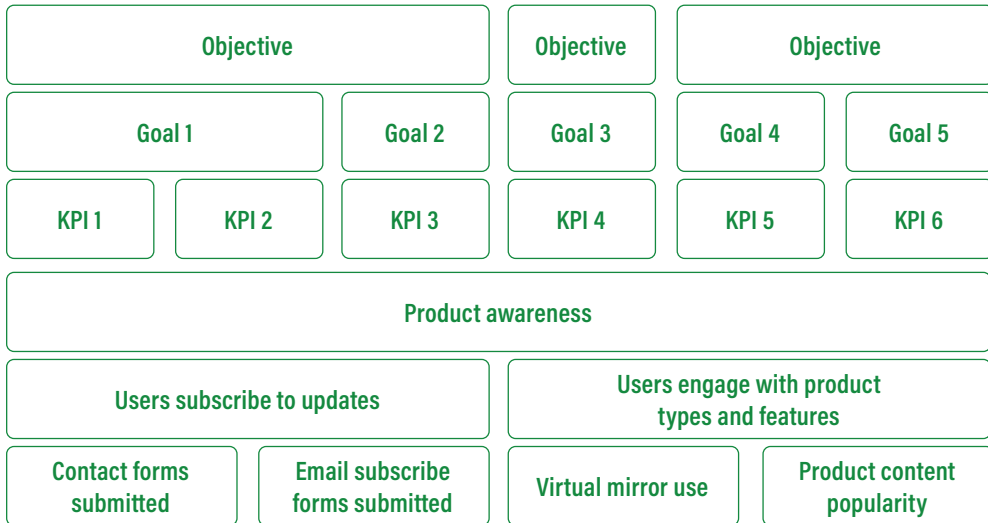 Objective
Objective
Objective
Goal 1
Goal 2
Goal 3
Goal 4
Goal 5
KPI 1
KPI 2
KPI 3
KPI 4
KPI 5
KPI 6
Product awareness
Users subscribe to updates
Users engage with product
types and features
Contact forms
submitted
Email subscribe
forms submitted
Virtual mirror use
Product content
popularity